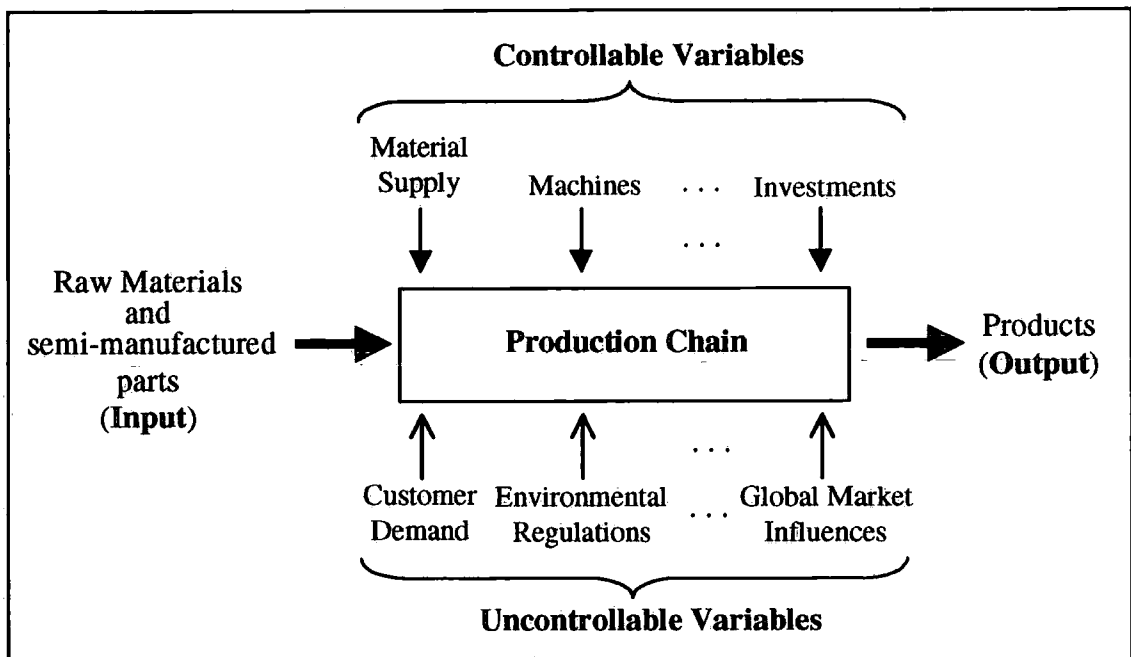 Controllable Variables
Material
Supply
Machines
. . .
Investments
. . .
Raw Materials
and
semi-manufactured
parts
(Input)
Production Chain
Products
(Output)
. . .
Customer
Demand
Environmental
Regulations
. . .
Global Market
Influences
Uncontrollable Variables